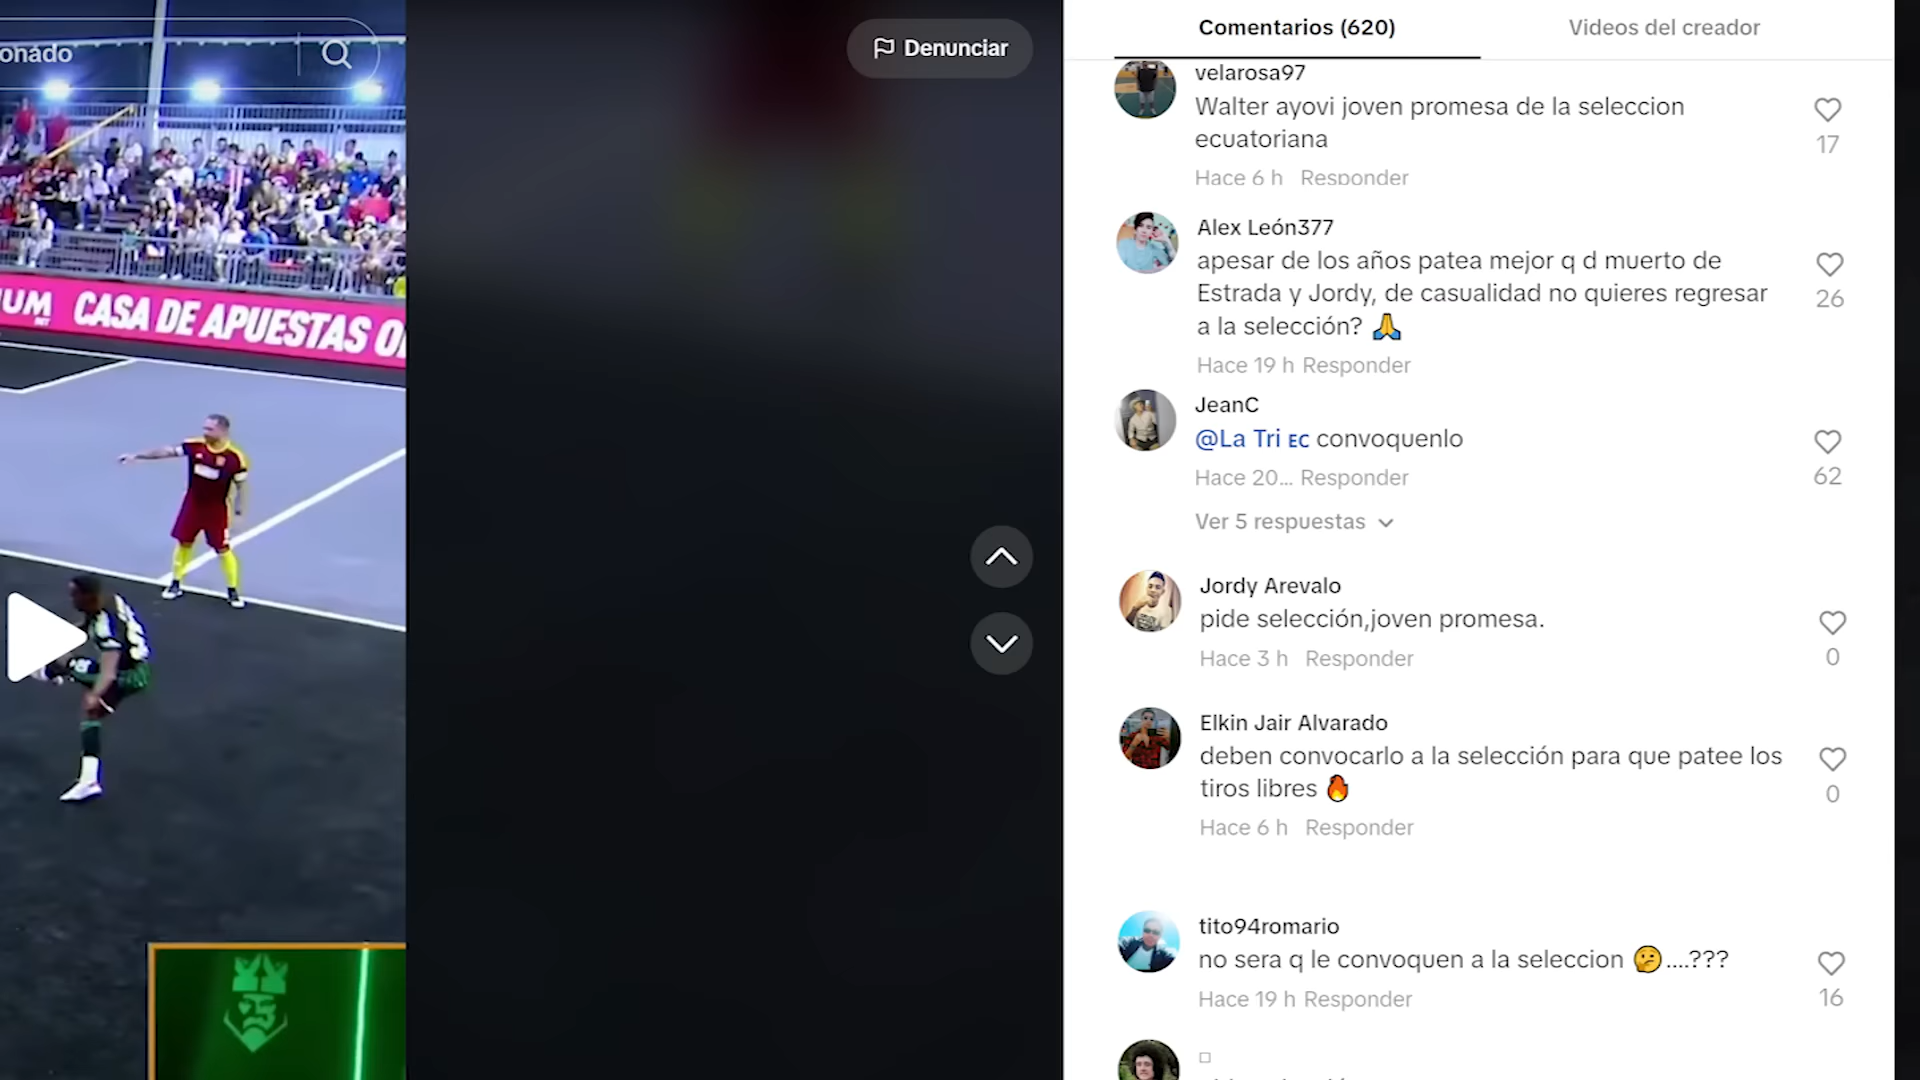 onado
Denunciar
CASA DE APUESTAS
Comentarios (620)
Videos del creador
velarosa97
Walter ayovi joven promesa de la seleccion
ecuatoriana
17
Hace 6 h Responder
Alex León377
apesar de los años patea mejor q d muerto de
Estrada y Jordy, de casualidad no quieres regresar
a la selección? 🙏
26
Hace 19 h Responder
JeanC
@La Tri ᴇᴄ convoquenlo
62
Hace 20... Responder
Ver 5 respuestas
Jordy Arevalo
pide selección,joven promesa.
0
Hace 3 h Responder
Elkin Jair Alvarado
deben convocarlo a la selección para que patee los
tiros libres 🔥
0
Hace 6 h Responder
tito94romario
no sera q le convoquen a la seleccion 🤔....???
16
Hace 19 h Responder